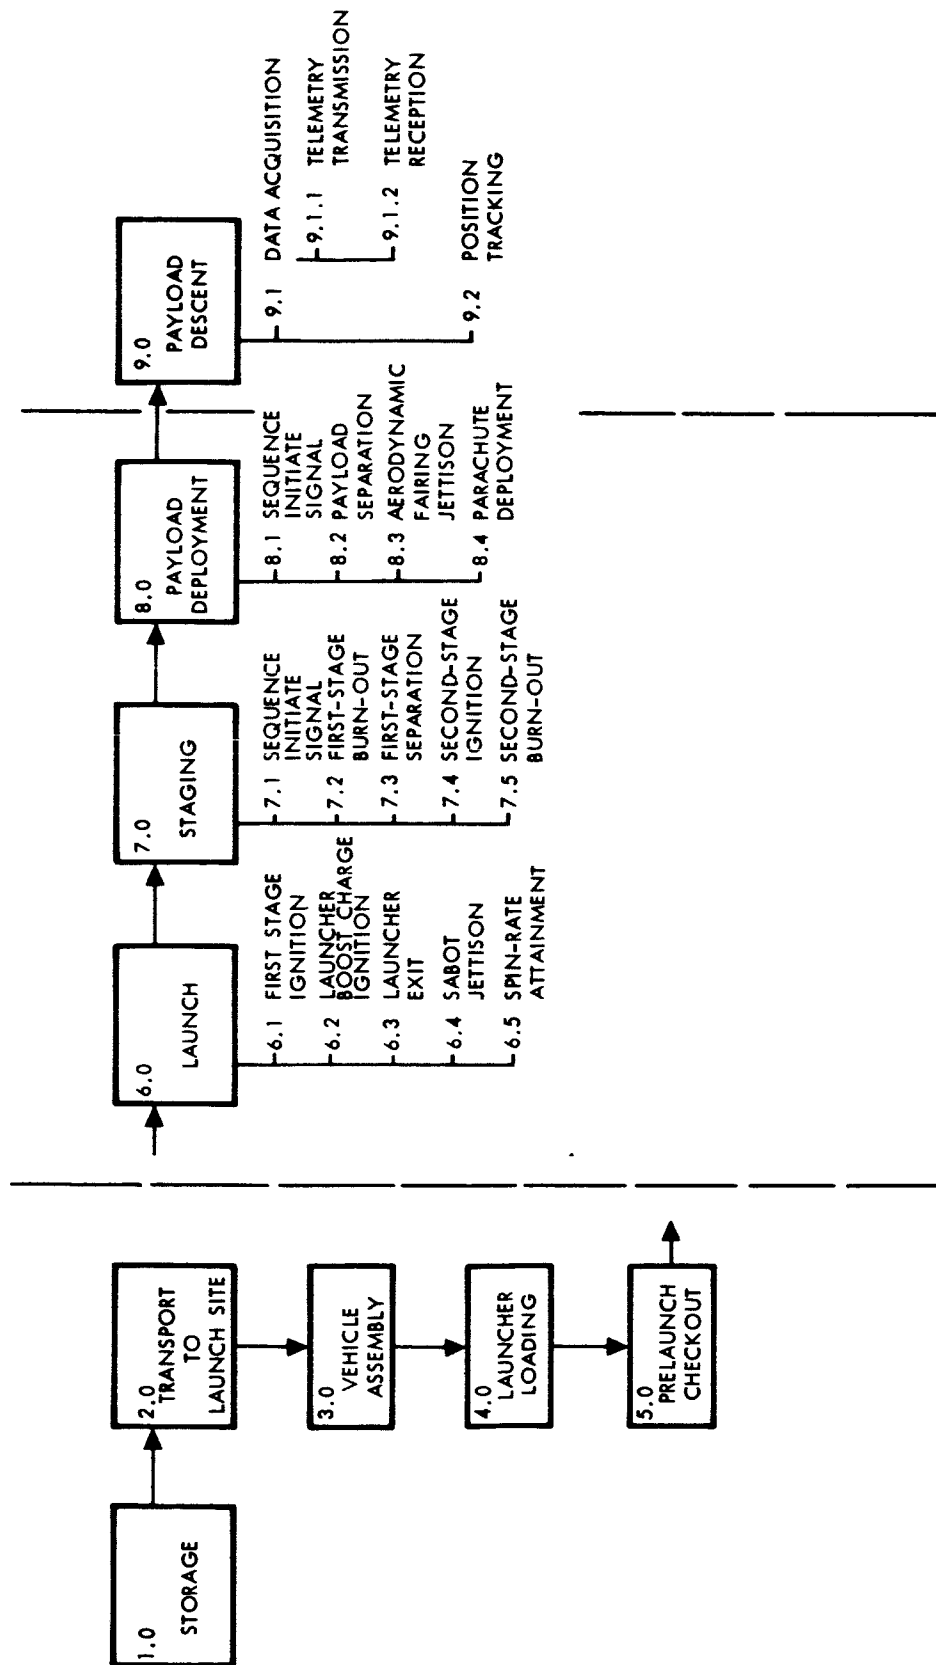 1.0
STORAGE
2.0
TRANSPORT
TO
LAUNCH SITE
3.0
VEHICLE
ASSEMBLY
4.0
LAUNCHER
LOADING
5.0
PRELAUNCH
CHECKOUT
6.0
LAUNCH
6.1 FIRST STAGE
IGNITION
6.2 LAUNCHER
BOOST CHARGE
IGNITION
6.3 LAUNCHER
EXIT
6.4 SABOT
JETTISON
6.5 SPIN-RATE
ATTAINMENT
7.0
STAGING
7.1 SEQUENCE
INITIATE
SIGNAL
7.2 FIRST-STAGE
BURN-OUT
7.3 FIRST-STAGE
SEPARATION
7.4 SECOND-STAGE
IGNITION
7.5 SECOND-STAGE
BURN-OUT
8.0
PAYLOAD
DEPLOYMENT
8.1 SEQUENCE
INITIATE
SIGNAL
8.2 PAYLOAD
SEPARATION
8.3 AERODYNAMIC
FAIRING
JETTISON
8.4 PARACHUTE
DEPLOYMENT
9.0
PAYLOAD
DESCENT
9.1 DATA ACQUISITION
9.1.1 TELEMETRY
TRANSMISSION
9.1.2 TELEMETRY
RECEPTION
9.2 POSITION
TRACKING